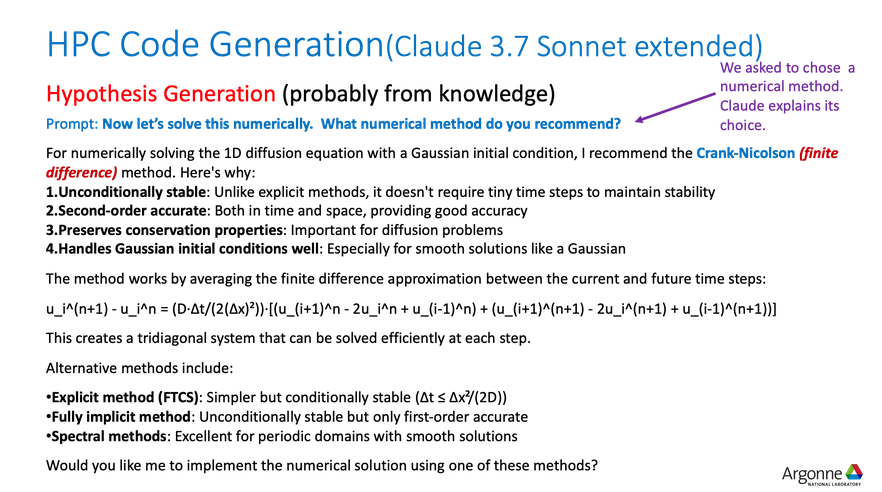 HPC Code Generation(Claude 3.7 Sonnet extended)
We asked to chose a
numerical method.
Claude explains its
choice.
Hypothesis Generation (probably from knowledge)
Prompt: Now let’s solve this numerically. What numerical method do you recommend?
For numerically solving the 1D diffusion equation with a Gaussian initial condition, I recommend the Crank-Nicolson (finite
difference) method. Here's why:
1.Unconditionally stable: Unlike explicit methods, it doesn't require tiny time steps to maintain stability
2.Second-order accurate: Both in time and space, providing good accuracy
3.Preserves conservation properties: Important for diffusion problems
4.Handles Gaussian initial conditions well: Especially for smooth solutions like a Gaussian
The method works by averaging the finite difference approximation between the current and future time steps:
u_i^(n+1) - u_i^n = (D·Δt/(2(Δx)²))·[(u_(i+1)^n - 2u_i^n + u_(i-1)^n) + (u_(i+1)^(n+1) - 2u_i^(n+1) + u_(i-1)^(n+1))]
This creates a tridiagonal system that can be solved efficiently at each step.
Alternative methods include:
•Explicit method (FTCS): Simpler but conditionally stable (Δt ≤ Δx²/(2D))
•Fully implicit method: Unconditionally stable but only first-order accurate
•Spectral methods: Excellent for periodic domains with smooth solutions
Would you like me to implement the numerical solution using one of these methods?
Argonne
NATIONAL LABORATORY